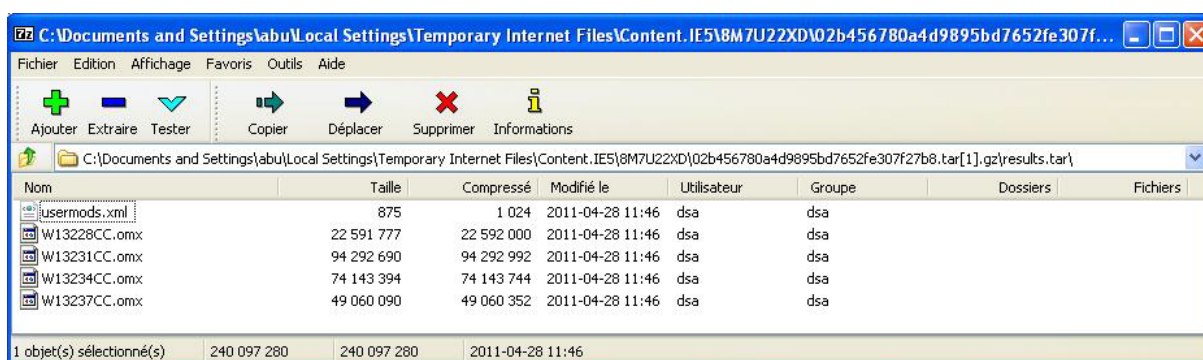 C:\Documents and Settings\abu\Local Settings\Temporary Internet Files\Content.IE5\8M7U22XD\02b456780a4d9895bd7652fe307f...
Fichier Edition Affichage Favoris Outils Aide
Ajouter Extraire Tester Copier Déplacer Supprimer Informations
C:\Documents and Settings\abu\Local Settings\Temporary Internet Files\Content.IE5\8M7U22XD\02b456780a4d9895bd7652fe307f27b8.tar[1].gz\results.tar\
Nom Taille Compressé Modifié le Utilisateur Groupe Dossiers Fichiers
usermods.xml 875 1 024 2011-04-28 11:46 dsa dsa
W13228CC.omx 22 591 777 22 592 000 2011-04-28 11:46 dsa dsa
W13231CC.omx 94 292 690 94 292 992 2011-04-28 11:46 dsa dsa
W13234CC.omx 74 143 394 74 143 744 2011-04-28 11:46 dsa dsa
W13237CC.omx 49 060 090 49 060 352 2011-04-28 11:46 dsa dsa
1 objet(s) sélectionné(s) 240 097 280 240 097 280 2011-04-28 11:46